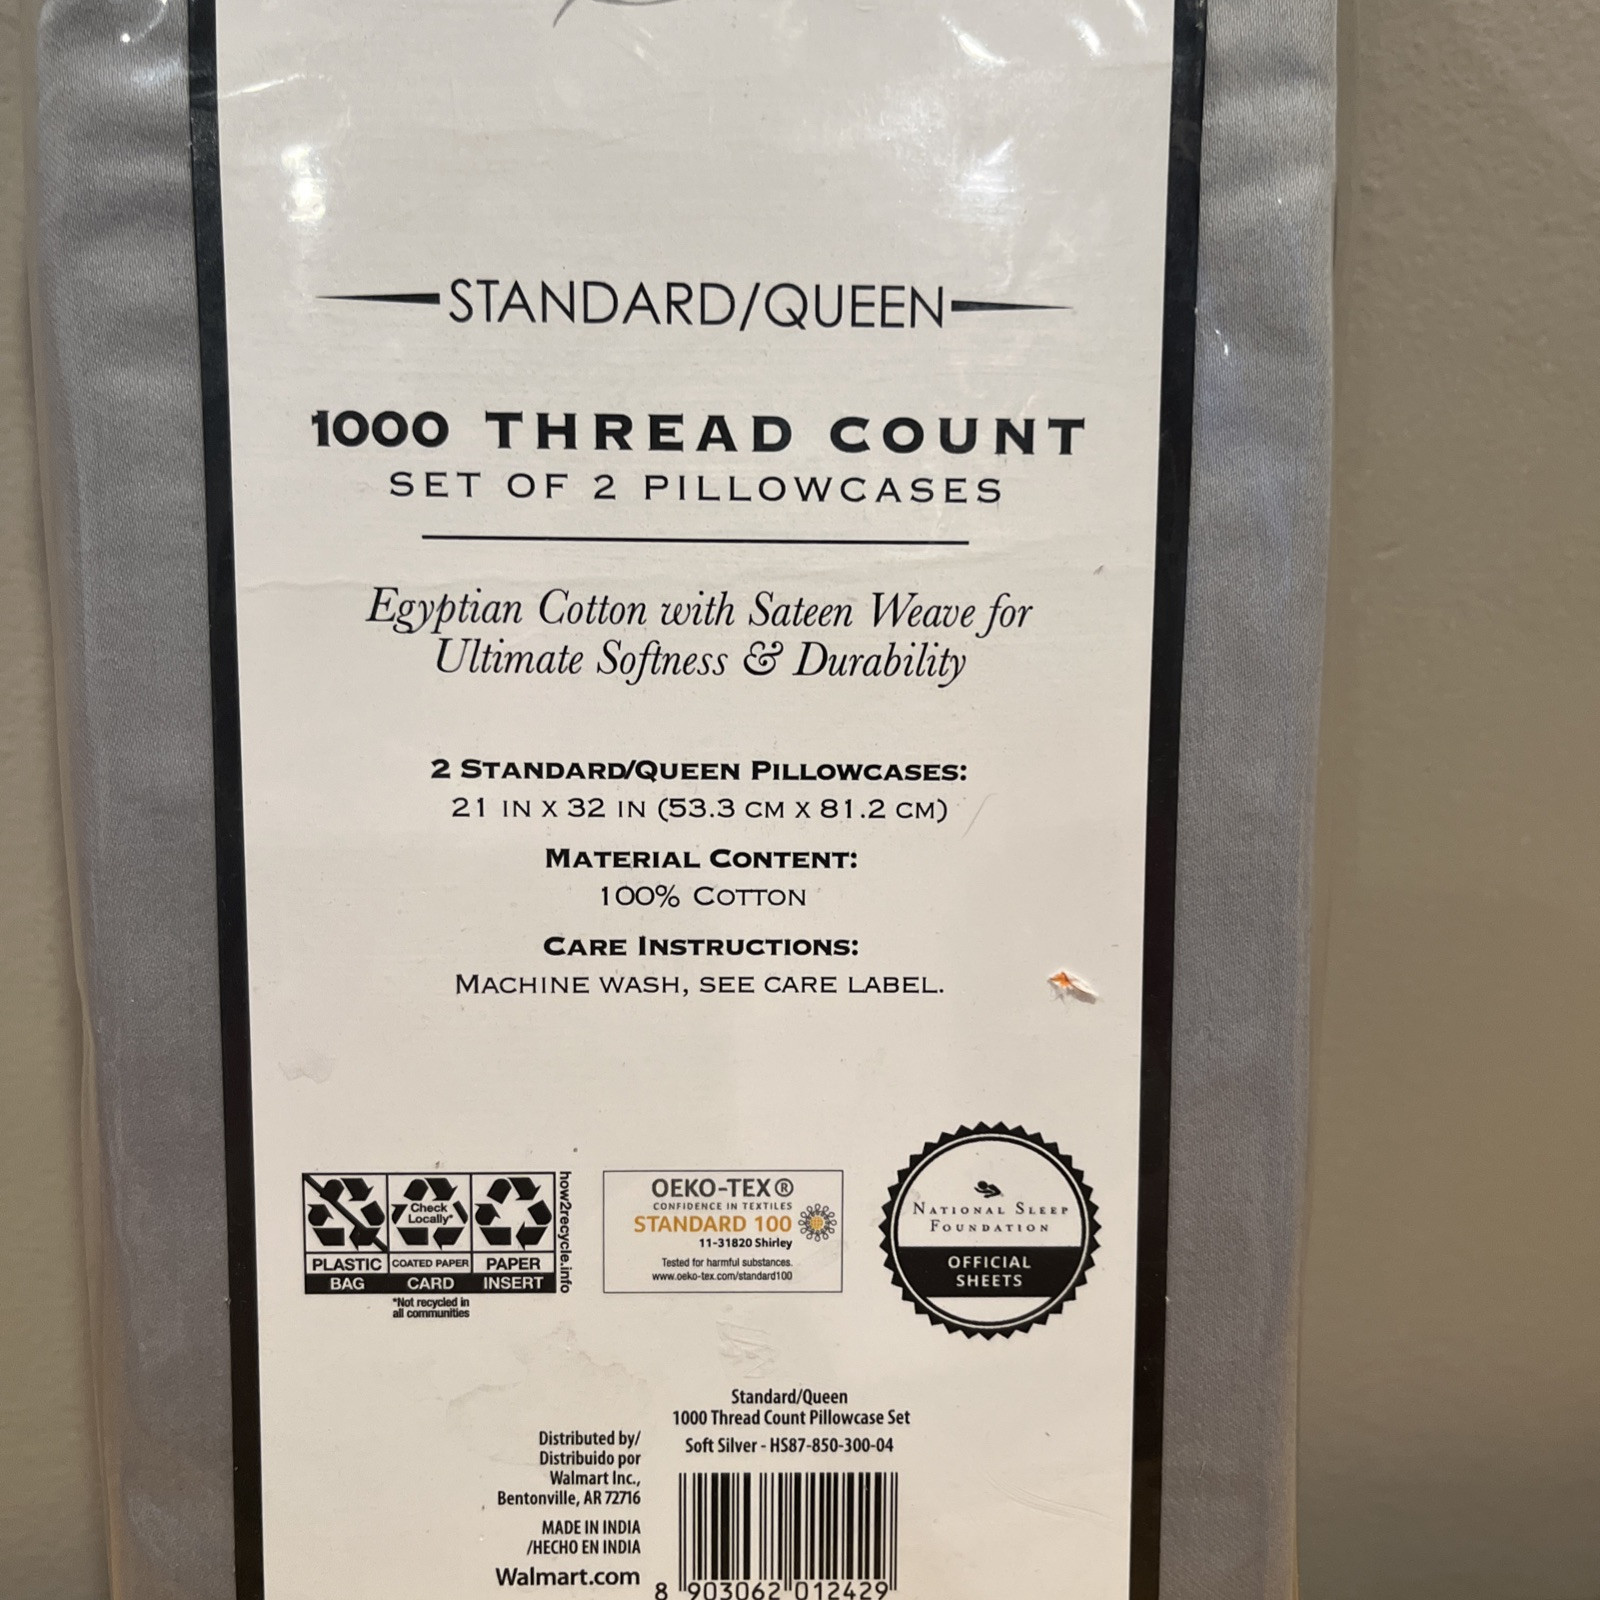 STANDARD/QUEEN
1000 THREAD COUNT
SET OF 2 PILLOWCASES
Egyptian Cotton with Sateen Weave for
Ultimate Softness & Durability
2 STANDARD/QUEEN PILLOWCASES:
21 IN X 32 IN (53.3 CM X 81.2 CM)
MATERIAL CONTENT:
100% COTTON
CARE INSTRUCTIONS:
MACHINE WASH, SEE CARE LABEL.
Check
Locally*
PLASTIC
BAG
COATED PAPER
CARD
PAPER
INSERT
how2recycle.info
*Not recycled in
all communities
OEKO-TEX®
CONFIDENCE IN TEXTILES
STANDARD 100
11-31820 Shirley
Tested for harmful substances.
www.oeko-tex.com/standard100
NATIONAL SLEEP
FOUNDATION
OFFICIAL
SHEETS
Standard/Queen
1000 Thread Count Pillowcase Set
Soft Silver - HS87-850-300-04
Distributed by/
Distribuido por
Walmart Inc.,
Bentonville, AR 72716
MADE IN INDIA
/HECHO EN INDIA
Walmart.com
8 903062 012429